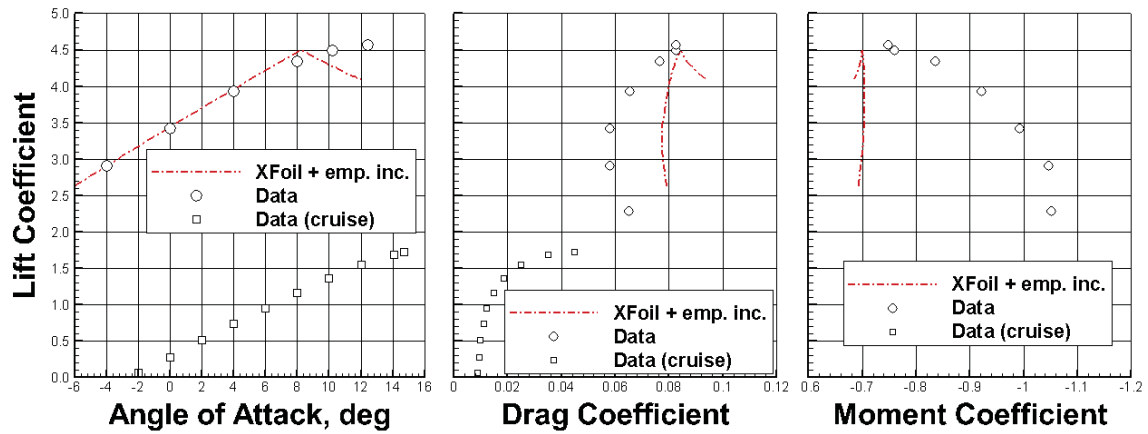 Lift Coefficient
5.0
4.5
4.0
3.5
3.0
2.5
2.0
1.5
1.0
0.5
0.0
-6 -4 -2 0 2 4 6 8 10 12 14 16
Angle of Attack, deg
XFoil + emp. inc.
Data
Data (cruise)
0 0.02 0.04 0.06 0.08 0.1 0.12
Drag Coefficient
XFoil + emp. inc.
Data
Data (cruise)
0.6 -0.7 -0.8 -0.9 -1 -1.1 -1.2
Moment Coefficient
XFoil + emp. inc.
Data
Data (cruise)